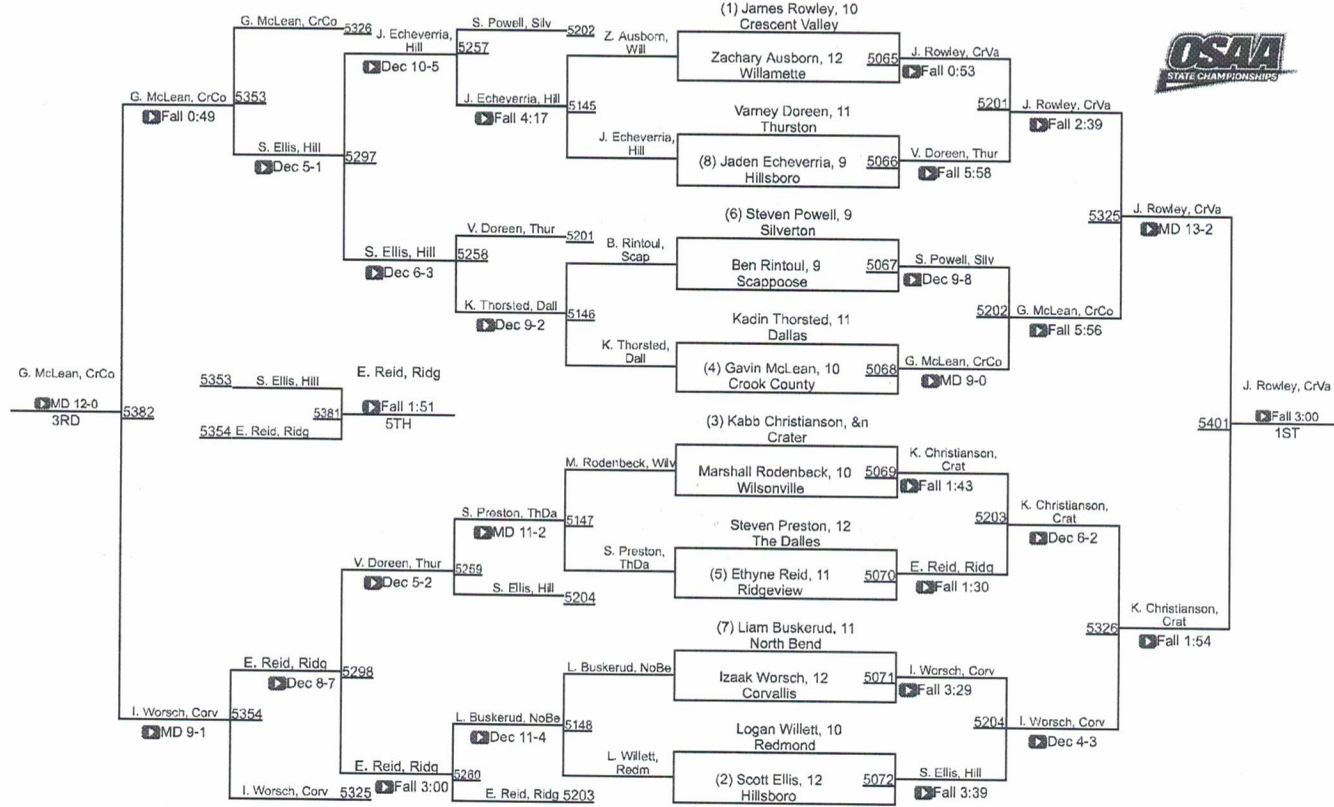 OSAA
STATE CHAMPIONSHIPS
G. McLean, CrCo
5326
J. Echeverria,
Hill
Dec 10-5
5257
S. Powell, Silv
5202
J. Echeverria, Hill
Fall 4:17
5145
Z. Ausborn,
Will
J. Echeverria,
Hill
(1) James Rowley, 10
Crescent Valley
Zachary Ausborn, 12
Willamette
5065
J. Rowley, CrVa
Fall 0:53
Varney Doreen, 11
Thurston
(8) Jaden Echeverria, 9
Hillsboro
5066
V. Doreen, Thur
Fall 5:58
5201
J. Rowley, CrVa
Fall 2:39
G. McLean, CrCo
Fall 0:49
5353
S. Ellis, Hill
Dec 5-1
5297
S. Ellis, Hill
Dec 6-3
5258
V. Doreen, Thur
5201
K. Thorsted, Dall
Dec 9-2
5146
B. Rintoul,
Scap
K. Thorsted,
Dall
(6) Steven Powell, 9
Silverton
Ben Rintoul, 9
Scappoose
5067
S. Powell, Silv
Dec 9-8
Kadin Thorsted, 11
Dallas
(4) Gavin McLean, 10
Crook County
5068
G. McLean, CrCo
MD 9-0
5202
G. McLean, CrCo
Fall 5:56
5325
J. Rowley, CrVa
MD 13-2
G. McLean, CrCo
MD 12-0
3RD
5382
5353
S. Ellis, Hill
5354
E. Reid, Ridg
5381
E. Reid, Ridg
Fall 1:51
5TH
5401
J. Rowley, CrVa
Fall 3:00
1ST
(3) Kabb Christianson, &n
Crater
Marshall Rodenbeck, 10
Wilsonville
5069
K. Christianson,
Crat
Fall 1:43
M. Rodenbeck, Wilv
S. Preston, ThDa
MD 11-2
5147
S. Preston,
ThDa
Steven Preston, 12
The Dalles
(5) Ethyne Reid, 11
Ridgeview
5070
E. Reid, Ridg
Fall 1:30
5203
K. Christianson,
Crat
Dec 6-2
V. Doreen, Thur
Dec 5-2
5259
S. Ellis, Hill
5204
5326
K. Christianson,
Crat
Fall 1:54
(7) Liam Buskerud, 11
North Bend
Izaak Worsch, 12
Corvallis
5071
I. Worsch, Corv
Fall 3:29
L. Buskerud, NoBe
E. Reid, Ridg
Dec 8-7
5298
I. Worsch, Corv
MD 9-1
5354
L. Buskerud, NoBe
Dec 11-4
5148
L. Willett,
Redm
Logan Willett, 10
Redmond
(2) Scott Ellis, 12
Hillsboro
5072
S. Ellis, Hill
Fall 3:39
5204
I. Worsch, Corv
Dec 4-3
E. Reid, Ridg
Fall 3:00
5260
I. Worsch, Corv
5325
E. Reid, Ridg
5203